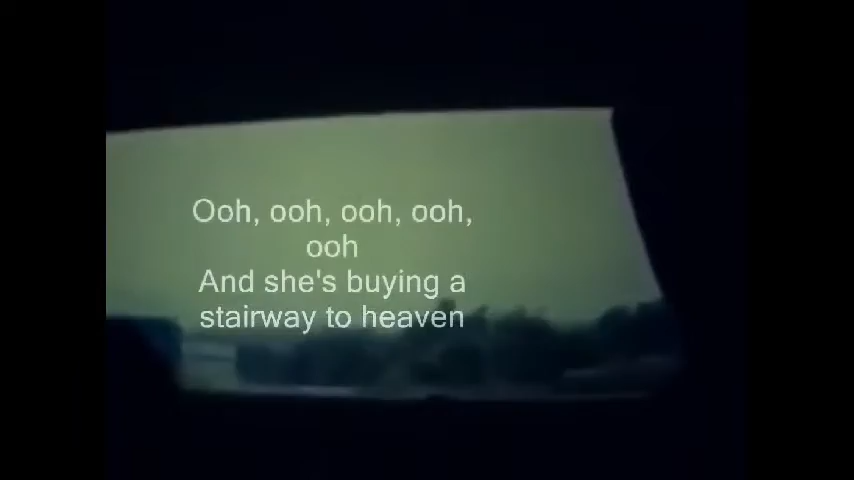 Ooh, ooh, ooh, ooh,
ooh
And she's buying a
stairway to heaven